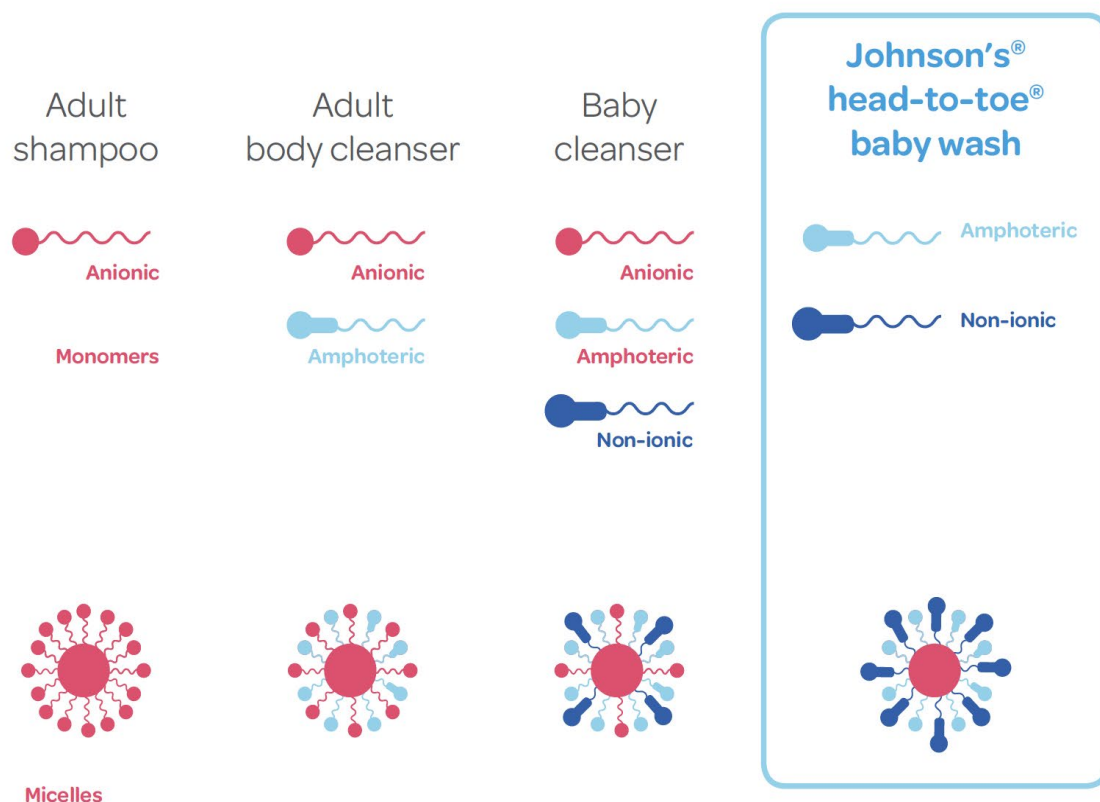 Adult
shampoo
Anionic
Monomers
Micelles
Adult
body cleanser
Anionic
Amphoteric
Baby
cleanser
Anionic
Amphoteric
Non-ionic
Johnson's®
head-to-toe®
baby wash
Amphoteric
Non-ionic